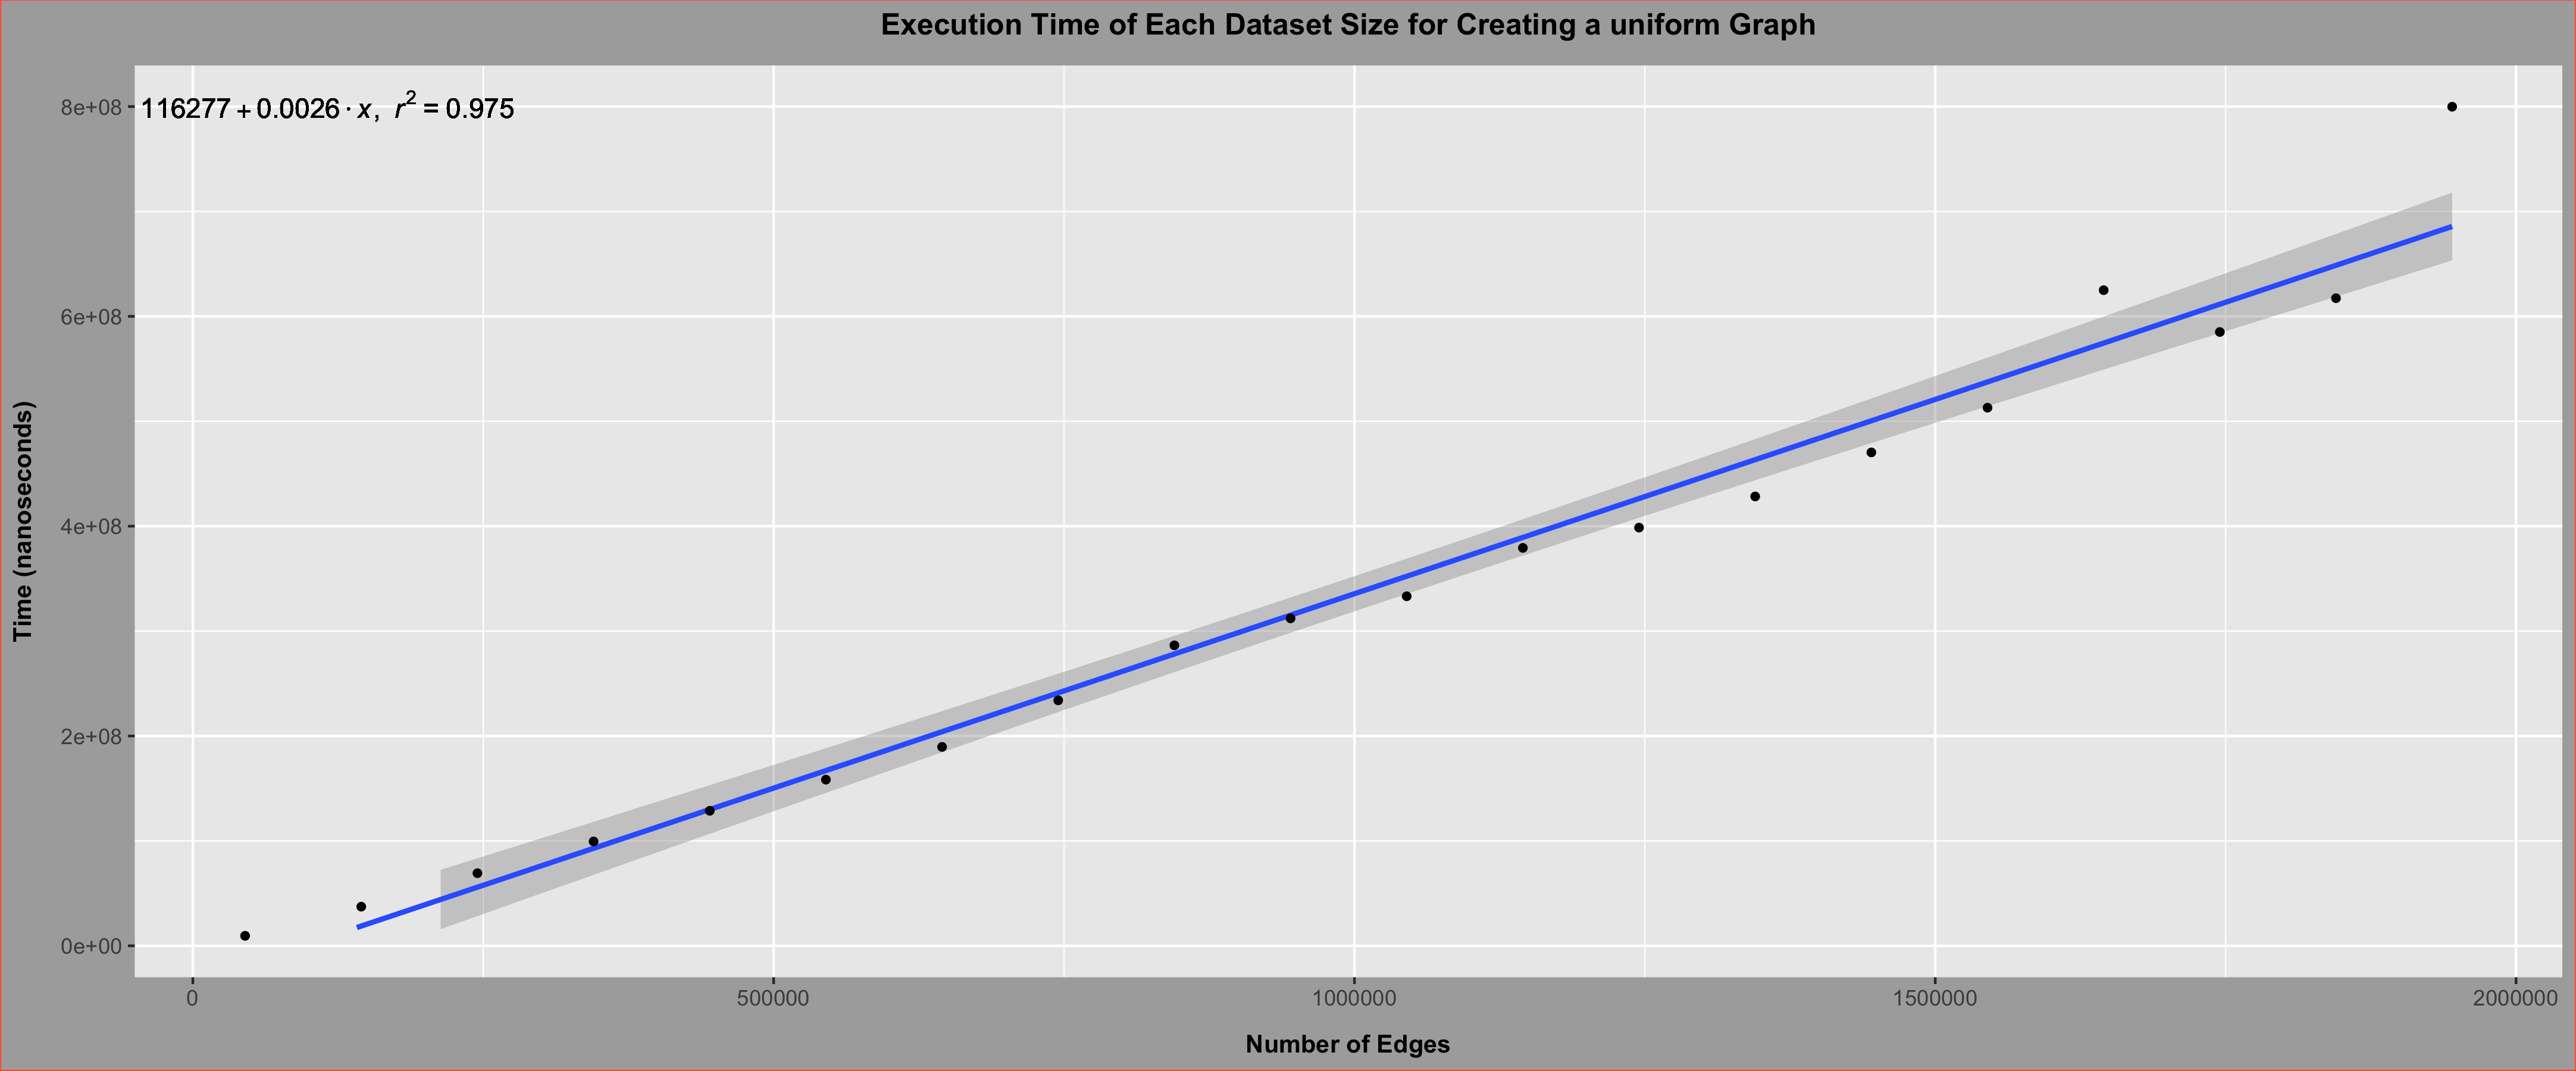 Execution Time of Each Dataset Size for Creating a uniform Graph
116277 + 0.0026 · x, r² = 0.975
8e+08
6e+08
4e+08
2e+08
0e+00
Time (nanoseconds)
0 500000 1000000 1500000 2000000
Number of Edges